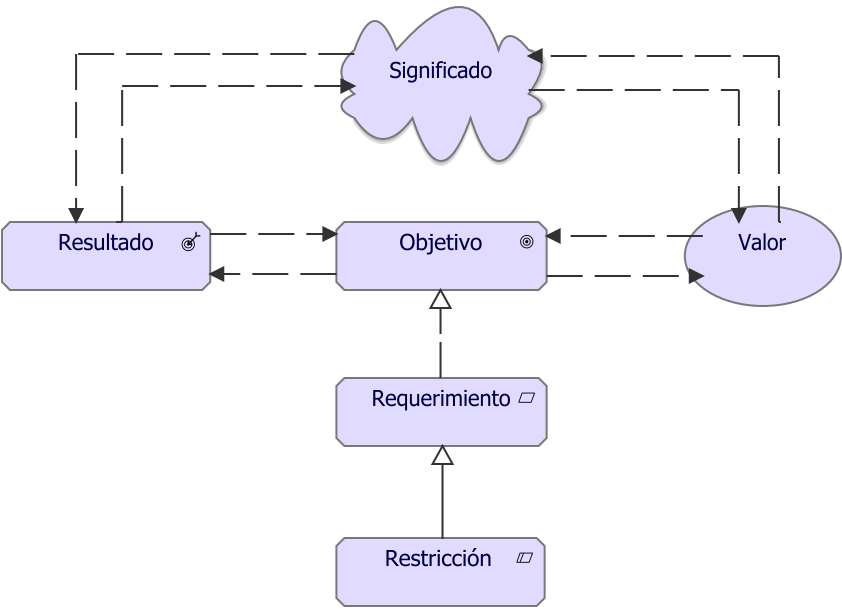 Significado
Resultado
Objetivo
Valor
Requerimiento
Restricción